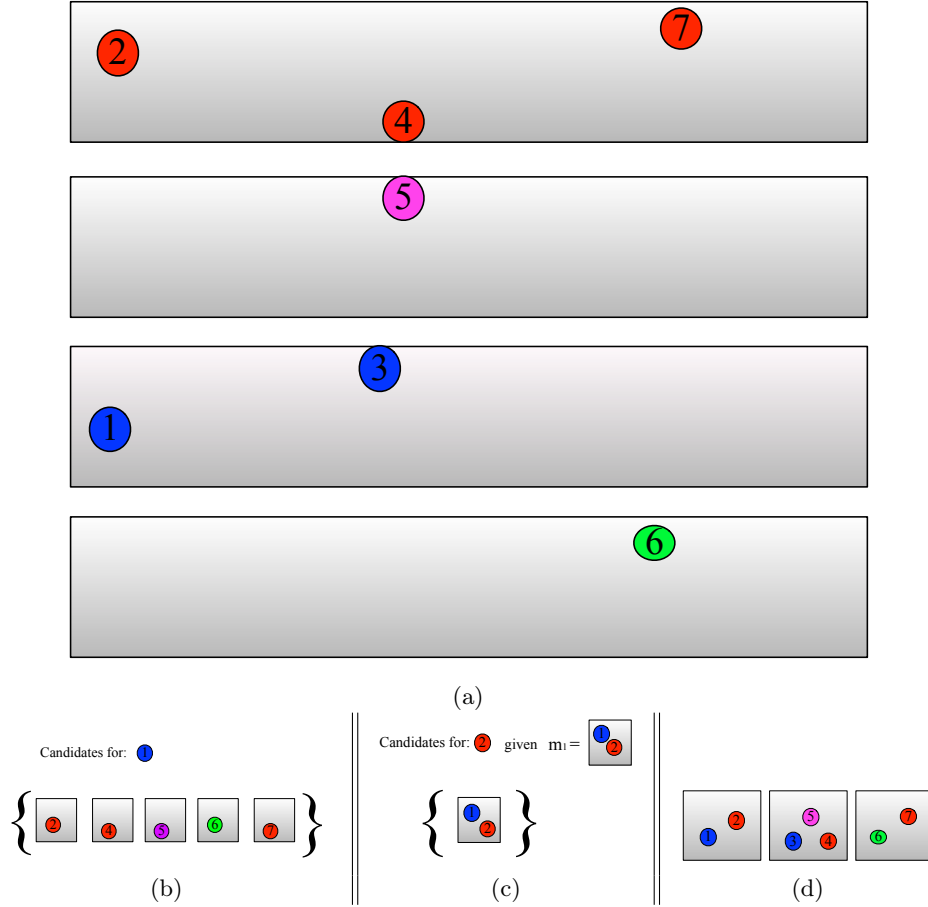 2
7
4
5
3
1
6
(a)
Candidates for: 1
{ 2 4 5 6 7 }
(b)
Candidates for: 2 given m1= 1 2
{ 1 2 }
(c)
1 2 5 3 4 6 7
(d)